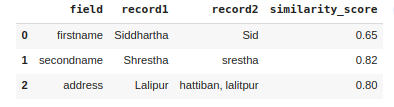 field record1 record2 similarity_score
0 firstname Siddhartha Sid 0.65
1 secondname Shrestha srestha 0.82
2 address Lalipur hattiban, lalitpur 0.80